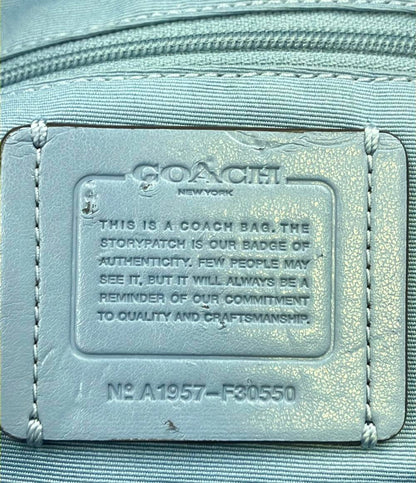 COACH
NEW YORK
THIS IS A COACH BAG. THE
STORYPATCH IS OUR BADGE OF
AUTHENTICITY. FEW PEOPLE MAY
SEE IT, BUT IT WILL ALWAYS BE A
REMINDER OF OUR COMMITMENT
TO QUALITY AND CRAFTSMANSHIP.
Nº A1957-F30550